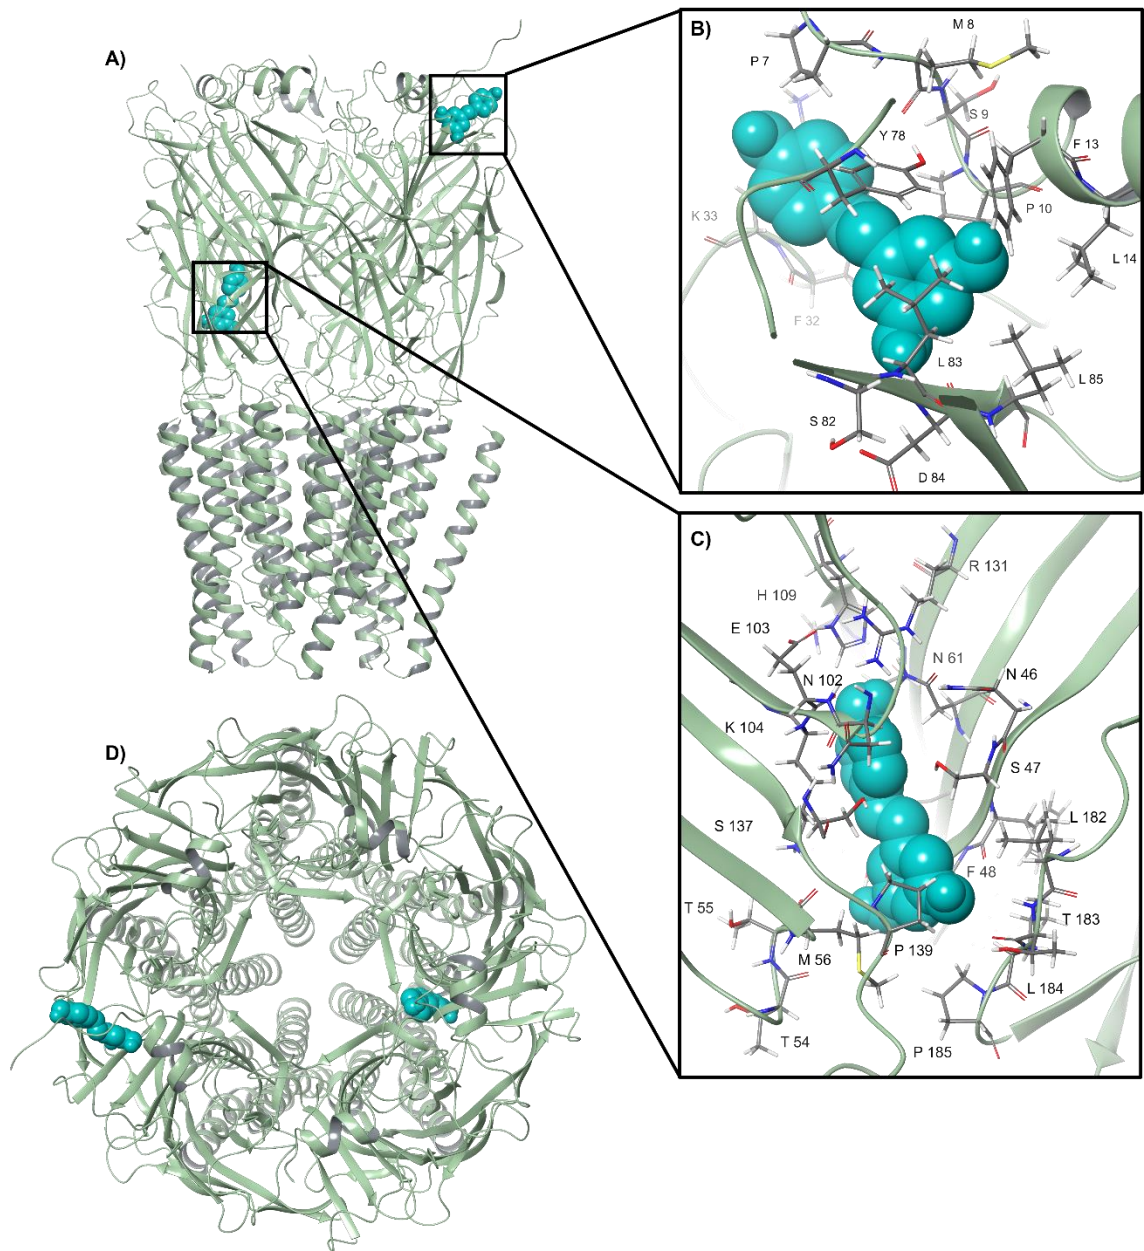 A)
B)
M 8
P 7
S 9
Y 78
F 13
P 10
K 33
L 14
F 32
L 83
L 85
S 82
D 84
C)
R 131
H 109
E 103
N 61
N 46
N 102
K 104
S 47
S 137
L 182
F 48
T 55
T 183
P 139
M 56
L 184
T 54
P 185
D)